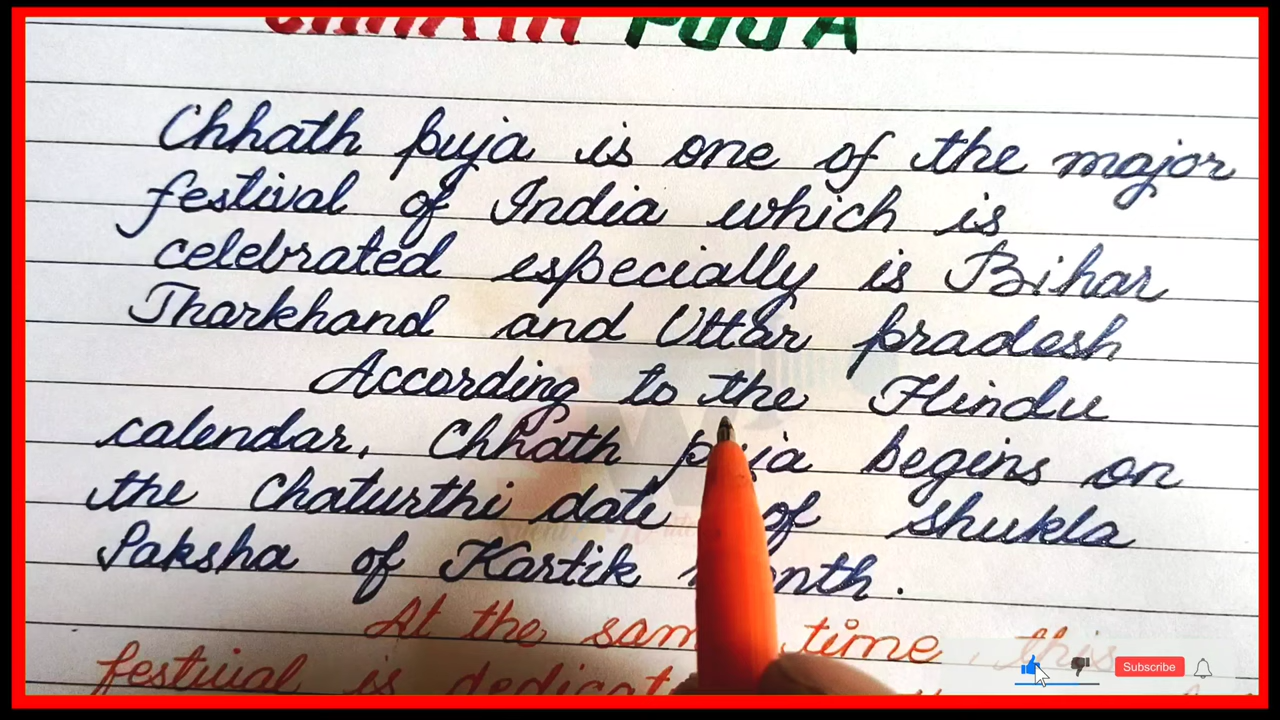 CHHATH PUJA
Chhath puja is one of the major
festival of India which is
celebrated especially is Bihar
Jharkhand and Uttar pradesh
According to the Hindu
calendar, Chhath puja begins on
the Chaturthi date of Shukla
Paksha of Kartik month.
At the same time, this
festival is
Subscribe